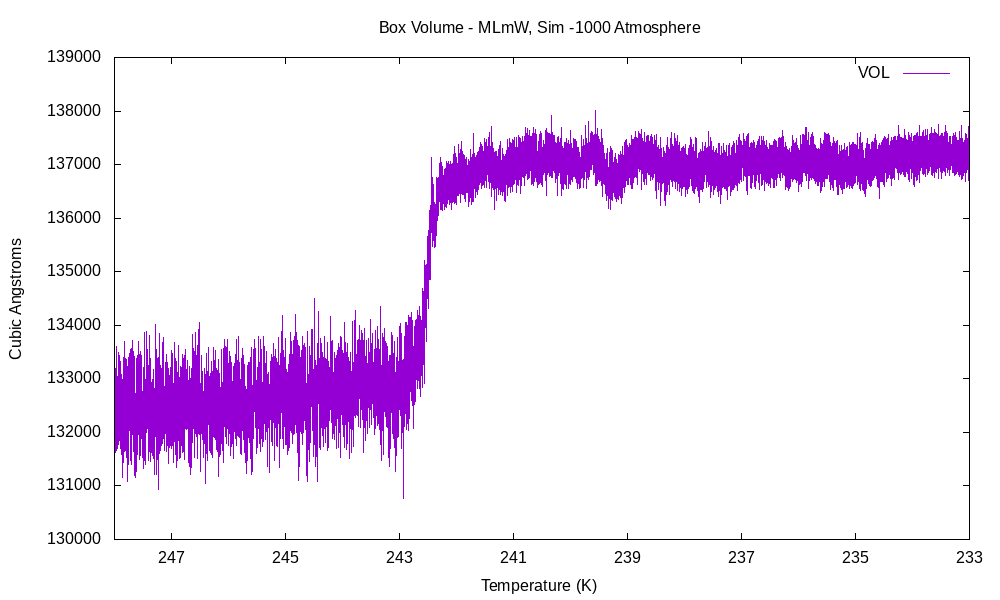 Box Volume - MLmW, Sim -1000 Atmosphere
139000
138000
137000
136000
135000
134000
133000
132000
131000
130000
VOL
Cubic Angstroms
247 245 243 241 239 237 235 233
Temperature (K)